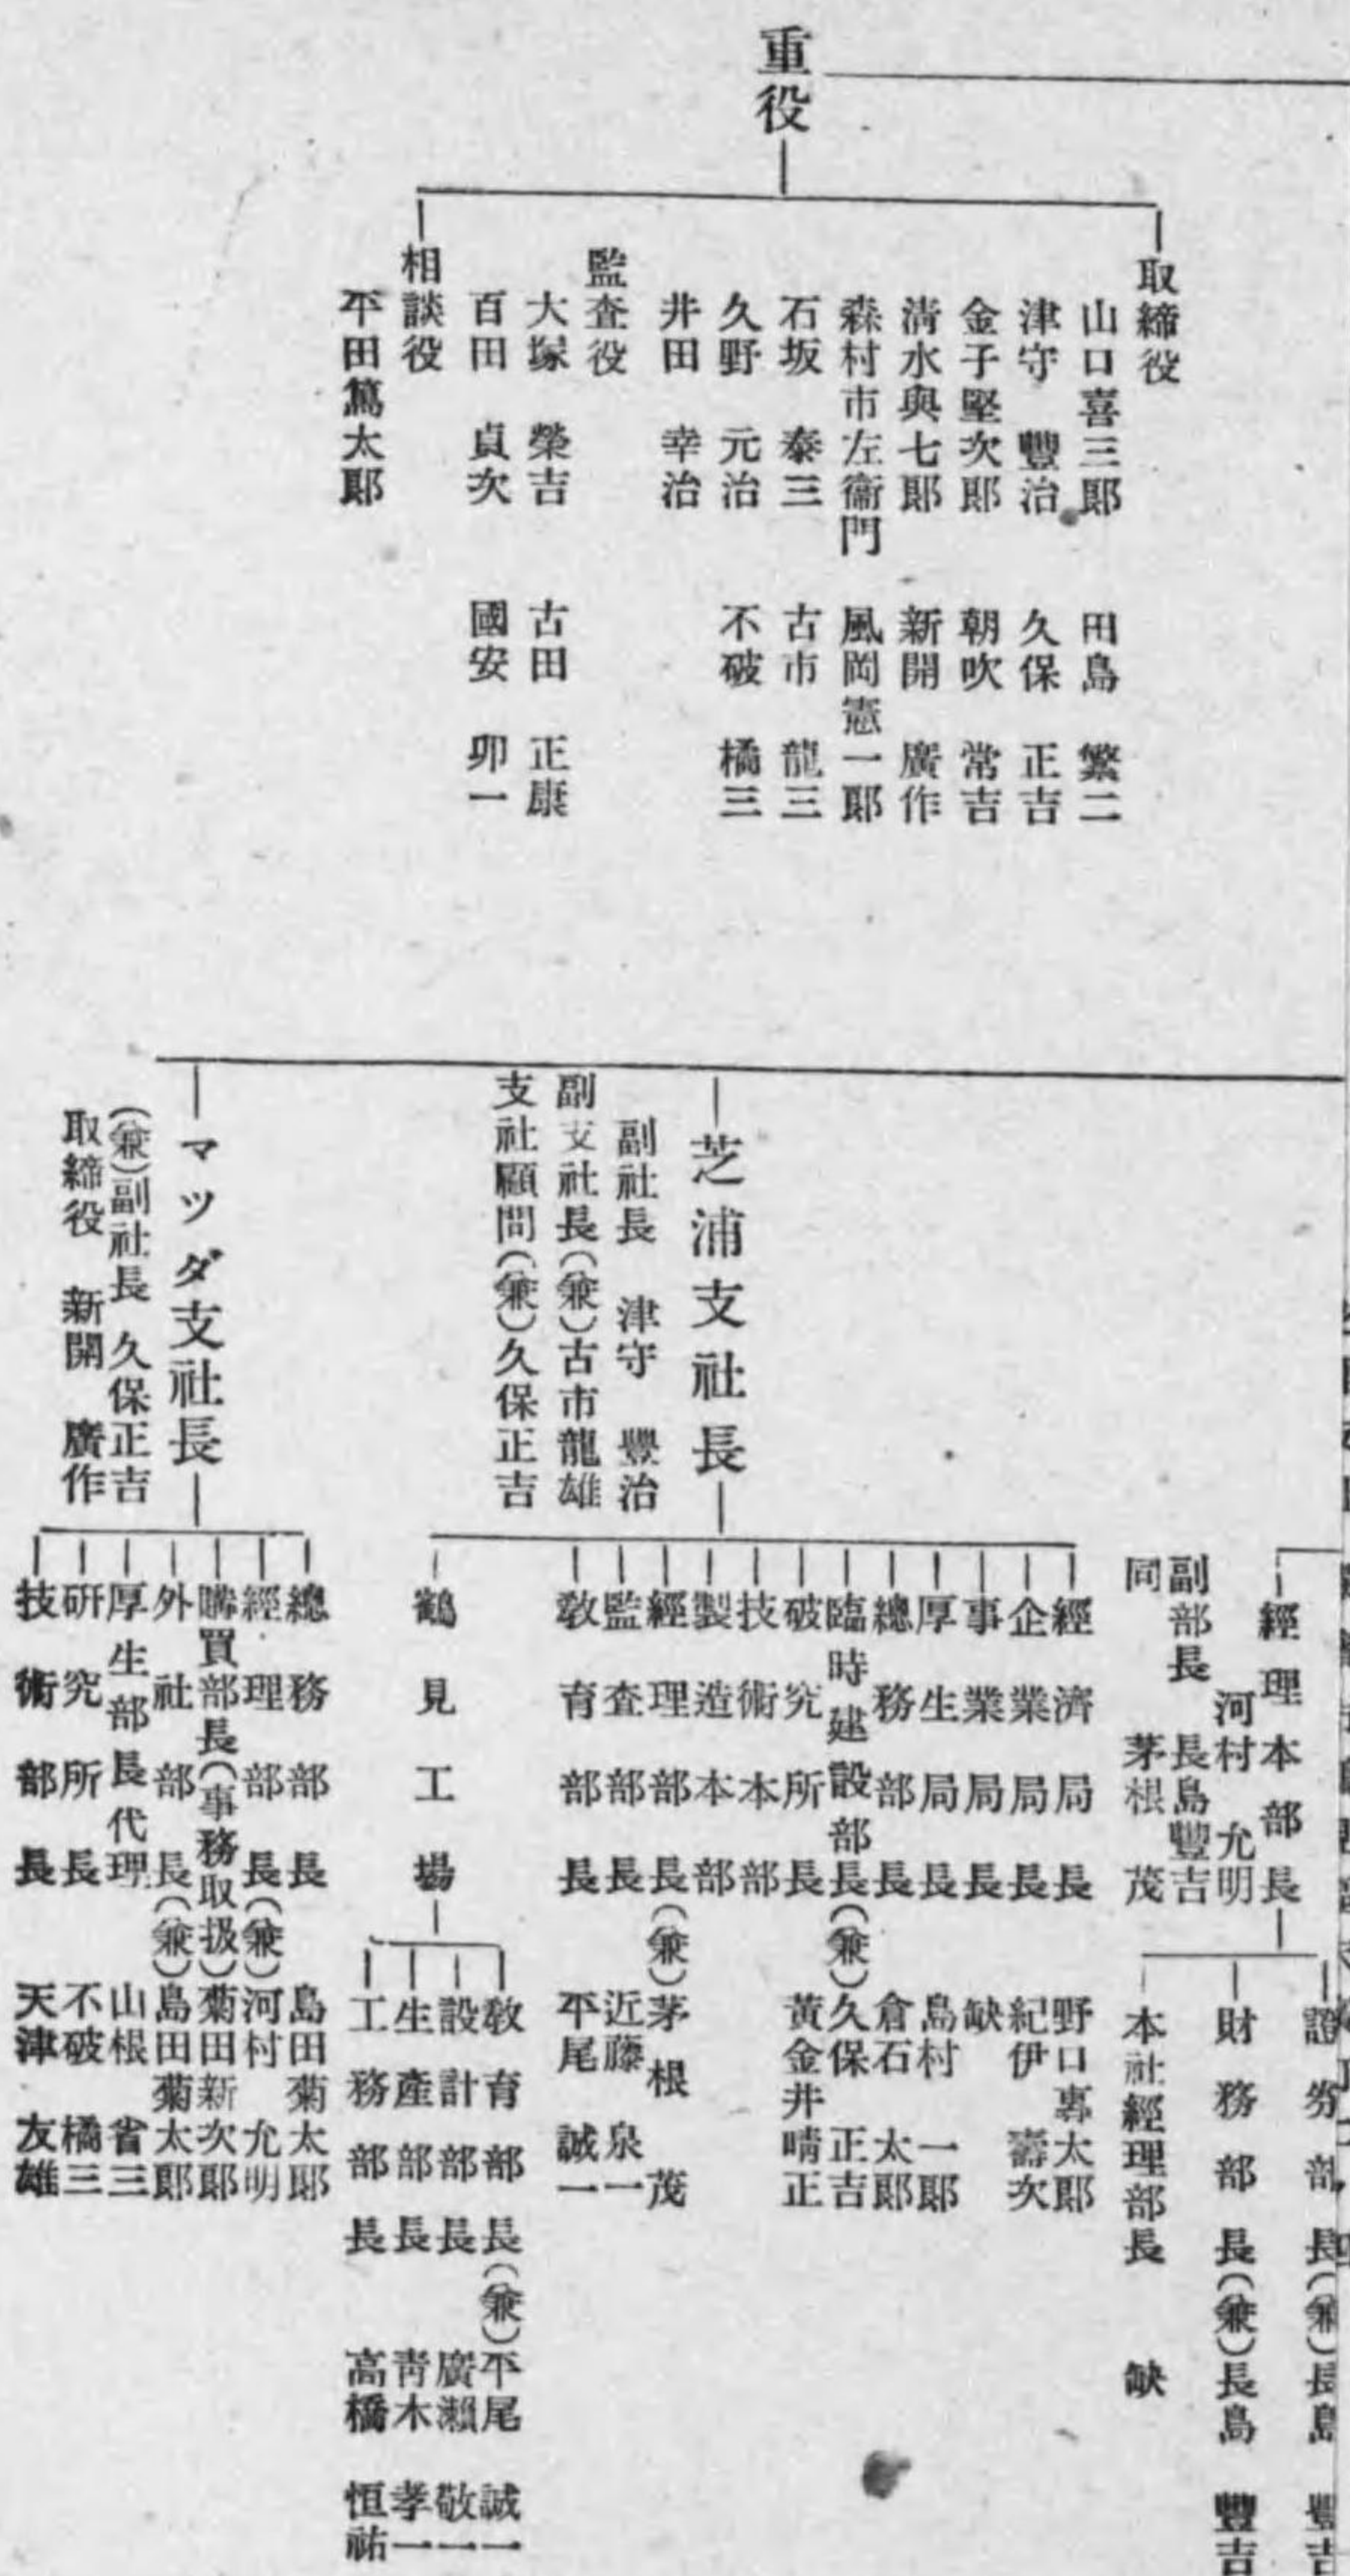 重役
取締役
山口喜三郎 田島繁二
津守豐治 久保正吉
金子堅次郎 朝吹常吉
淸水與七郎 新開廣作
森村市左衞門 風岡憲一郎
石坂泰三 古市龍三
久野元治 不破橘三
井田幸治
監査役
大塚榮吉 古田正康
百田貞次 國安卯一
相談役
平田篤太郎
經理本部長
河村允明
副部長 長島豐吉
同 茅根茂
證券部長(兼)長島豐吉
財務部長(兼)長島豐吉
本社經理部長 缺
芝浦支社長
副社長 津守豐治
副支社長(兼)古市龍雄
支社顧問(兼)久保正吉
經濟局長 野口專太郎
企業局長 紀伊壽次
事業局長 缺
厚生局長 島村一郎
總務部長 倉石太郎
臨時建設部長(兼)久保正吉
破究所長 黃金井晴正
技術本部
製造本部
經理部長(兼)茅根茂
監査部長 近藤泉一
敎育部長 平尾誠一
鶴見工場
敎育部長(兼)平尾誠一
設計部長 廣瀨敬一
生產部長 靑木孝一
工務部長 高橋恒祐
マツダ支社長
(兼)副社長 久保正吉
取締役 新開廣作
總務部長 島田菊太郎
經理部長(兼)河村允明
購買部長(事務取扱)菊田新次郎
外社部長(兼)島田菊太郎
厚生部長代理 山根省三
硏究所長 不破橘三
技術部長 天津友雄